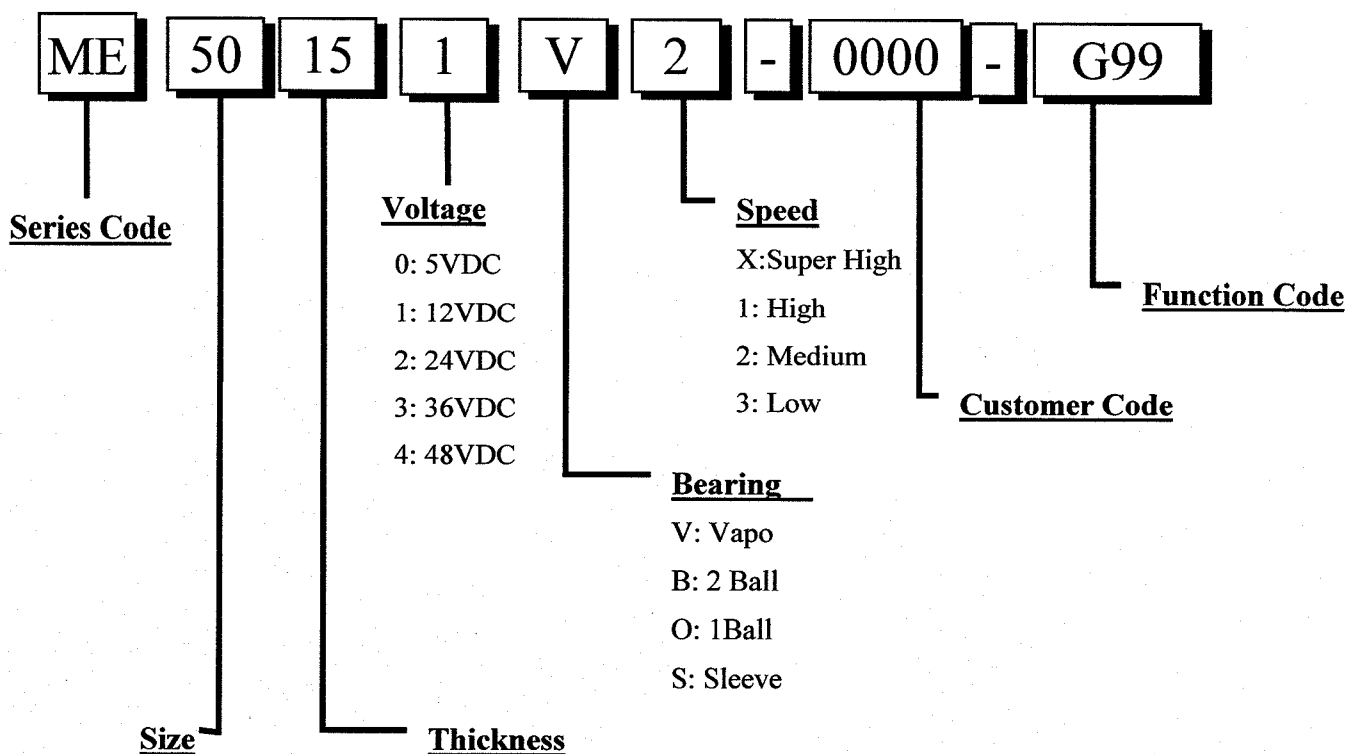 ME 50 15 1 V 2 - 0000 - G99
Series Code
Voltage
0: 5VDC
1: 12VDC
2: 24VDC
3: 36VDC
4: 48VDC
Speed
X:Super High
1: High
2: Medium
3: Low
Function Code
Customer Code
Bearing
V: Vapo
B: 2 Ball
O: 1Ball
S: Sleeve
Size
Thickness